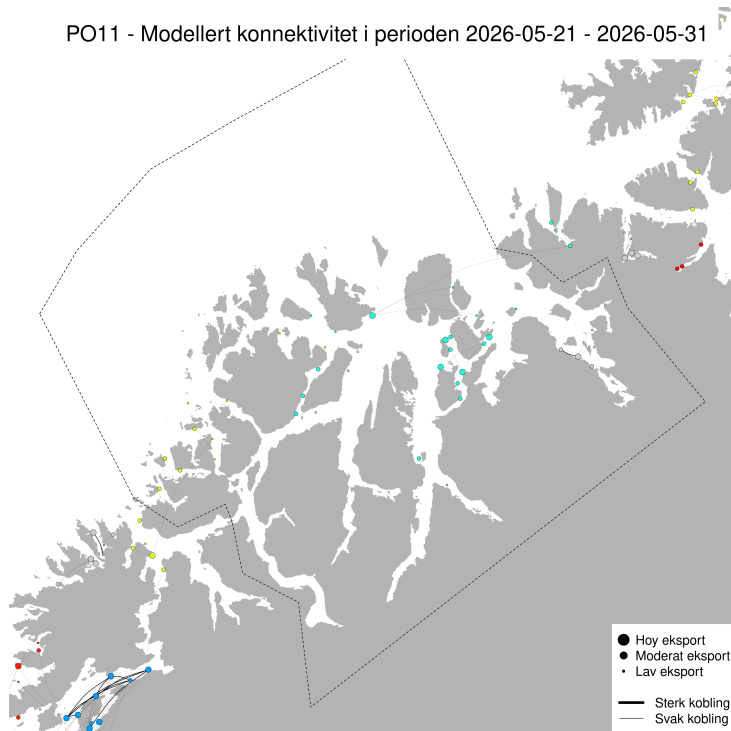 PO11 - Modellert konnektivitet i perioden 2026-05-21 - 2026-05-31
Hoy eksport
Moderat eksport
Lav eksport
Sterk kobling
Svak kobling